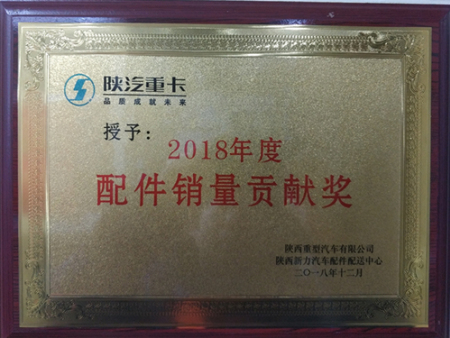 陕汽重卡
品质成就未来
授予：
2018年度
配件销量贡献奖
陕西重型汽车有限公司
陕西新力汽车配件配送中心
二〇一八年十二月